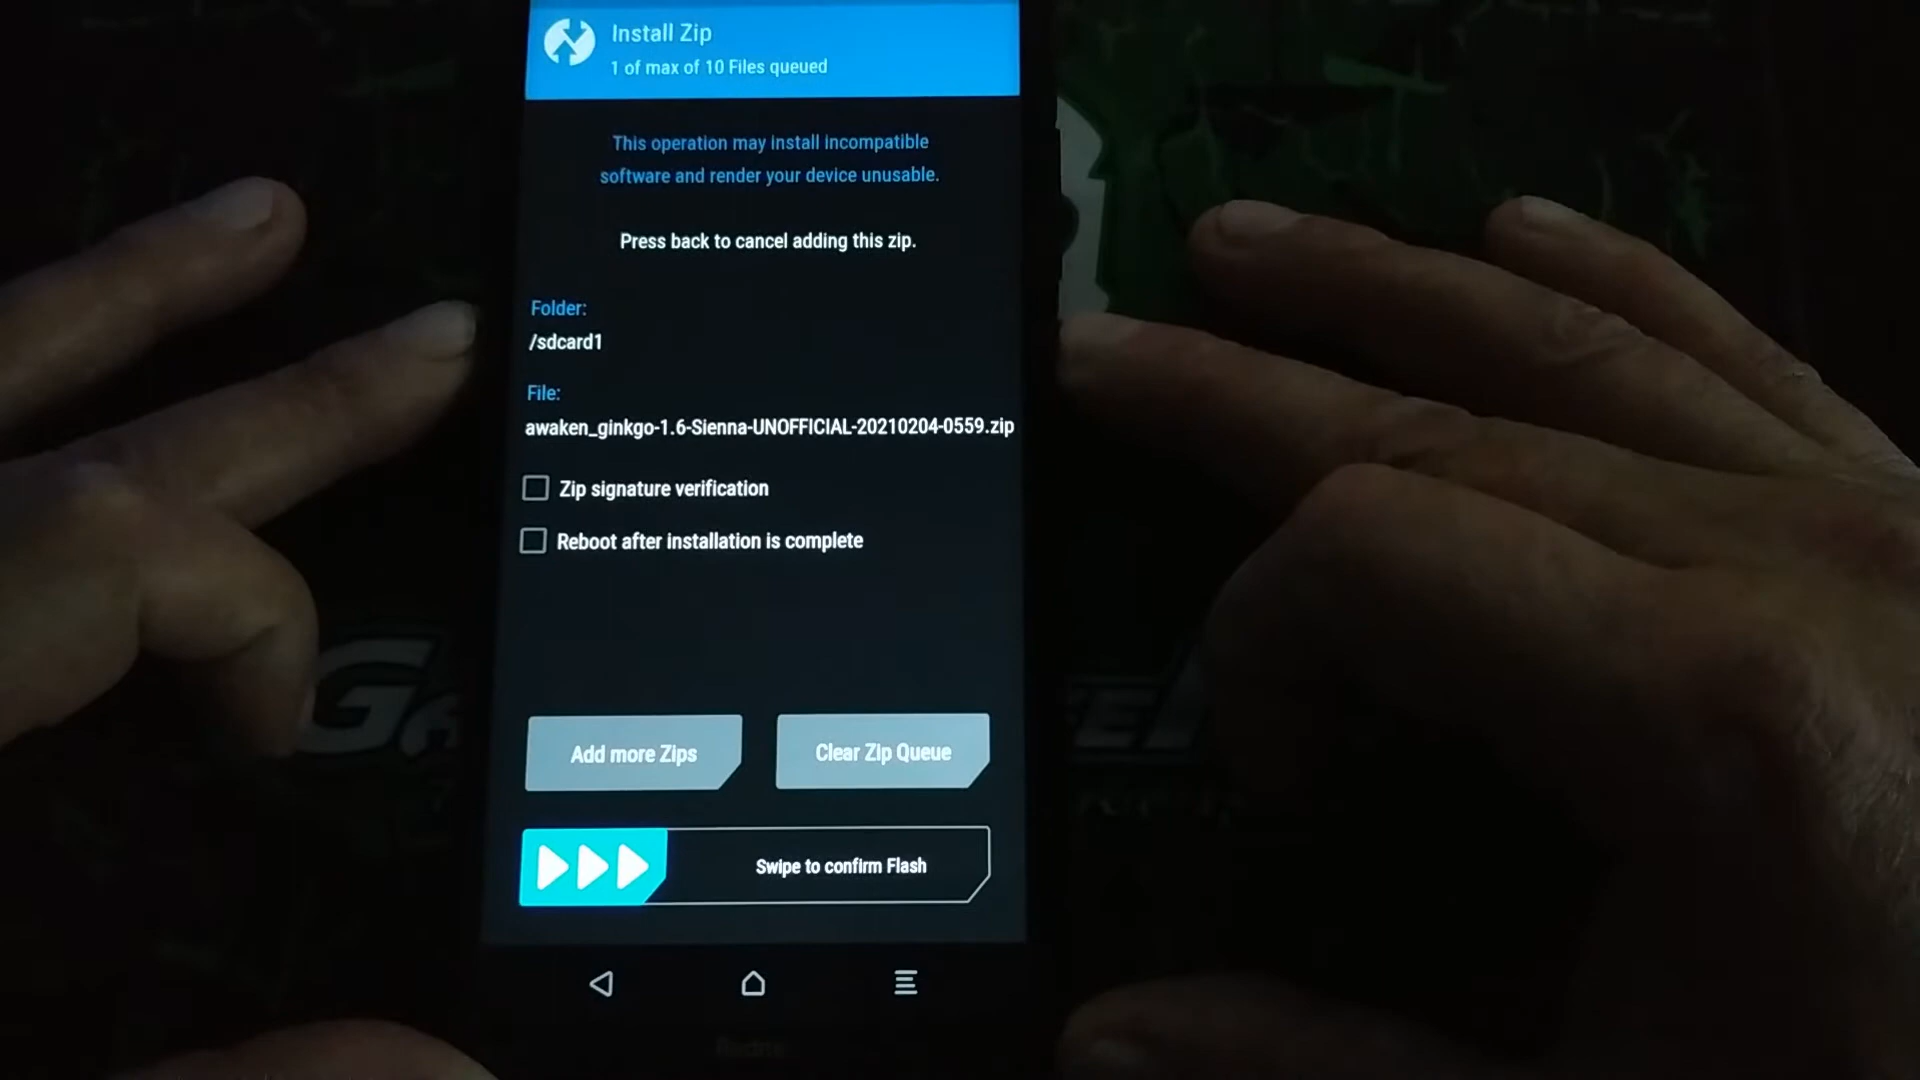 Install Zip
1 of max of 10 Files queued
This operation may install incompatible
software and render your device unusable.
Press back to cancel adding this zip.
Folder:
/sdcard1
File:
awaken_ginkgo-1.6-Sienna-UNOFFICIAL-20210204-0559.zip
Zip signature verification
Reboot after installation is complete
Add more Zips
Clear Zip Queue
Swipe to confirm Flash
Redmi